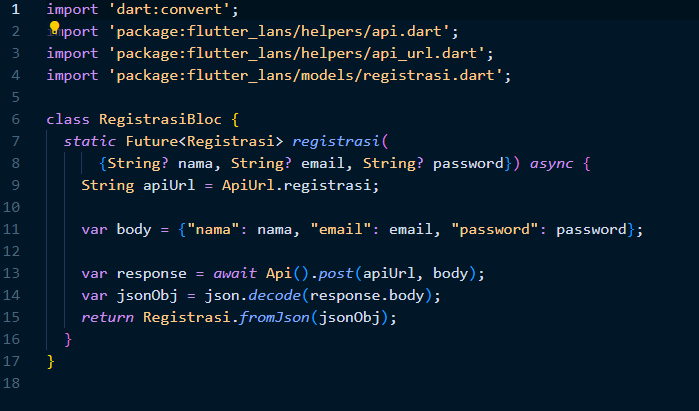 1 import 'dart:convert';
2 import 'package:flutter_lans/helpers/api.dart';
3 import 'package:flutter_lans/helpers/api_url.dart';
4 import 'package:flutter_lans/models/registrasi.dart';
5
6 class RegistrasiBloc {
7   static Future<Registrasi> registrasi(
8       {String? nama, String? email, String? password}) async {
9     String apiUrl = ApiUrl.registrasi;
10
11     var body = {"nama": nama, "email": email, "password": password};
12
13     var response = await Api().post(apiUrl, body);
14     var jsonObj = json.decode(response.body);
15     return Registrasi.fromJson(jsonObj);
16   }
17 }
18